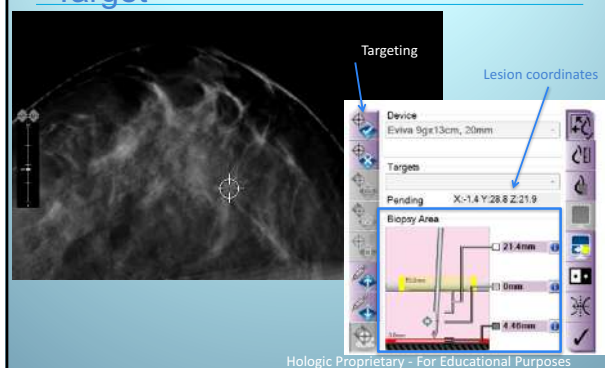 Target
Targeting
Lesion coordinates
Device
Eviva 9gx13cm, 20mm
Targets
Pending X:-1.4 Y:28.8 Z:21.9
Biopsy Area
21.4mm
0mm
4.46mm
Hologic Proprietary - For Educational Purposes